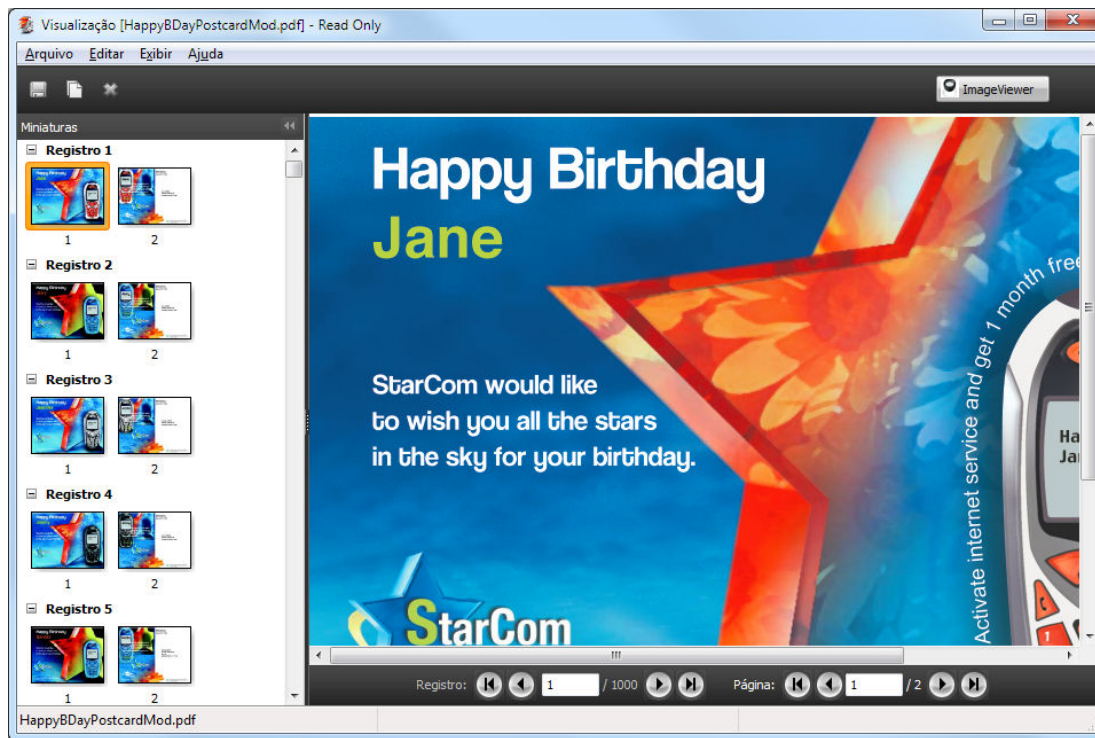 Visualização [HappyBDayPostcardMod.pdf] - Read Only
Arquivo Editar Exibir Ajuda
ImageViewer
Miniaturas
Registro 1
1 2
Registro 2
1 2
Registro 3
1 2
Registro 4
1 2
Registro 5
1 2
Happy Birthday
Jane
StarCom would like
to wish you all the stars
in the sky for your birthday.
StarCom
Activate internet service and get 1 month free
Registro: 1 / 1000 Página: 1 / 2
HappyBDayPostcardMod.pdf